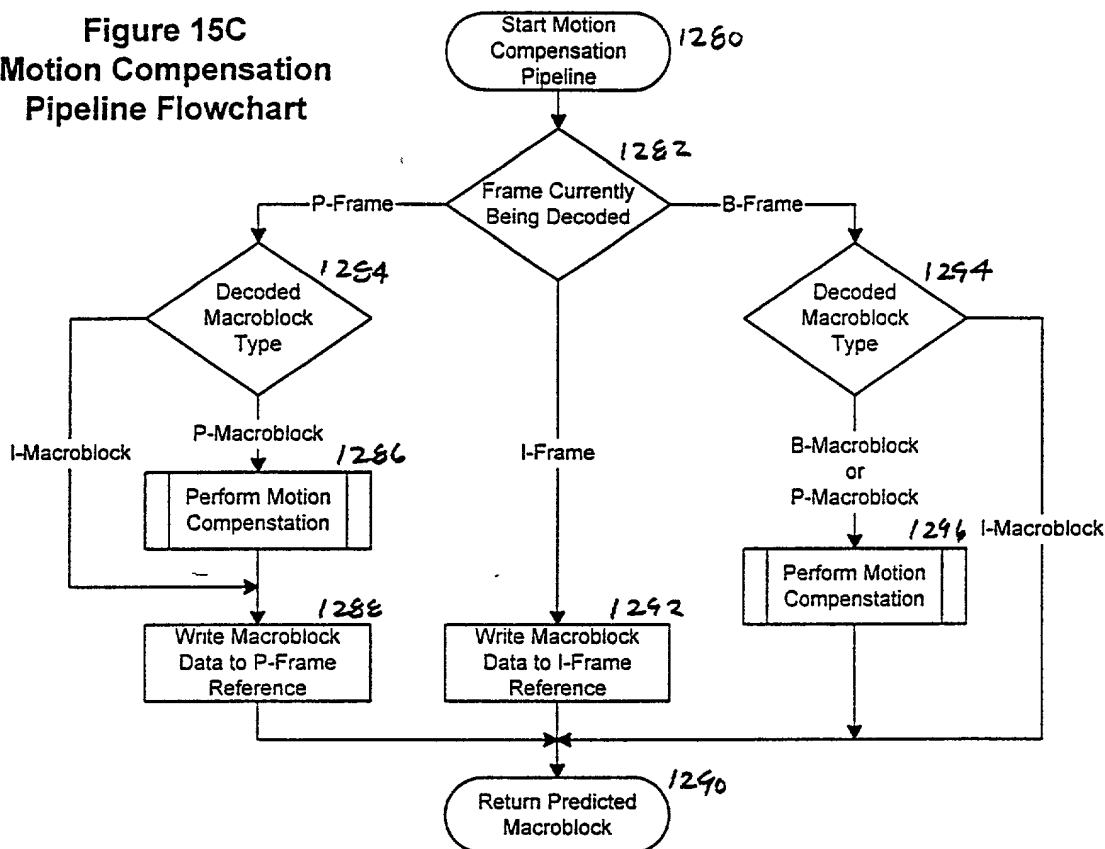 Figure 15C
Motion Compensation
Pipeline Flowchart
Start Motion
Compensation
Pipeline
1280
1282
Frame Currently
Being Decoded
P-Frame
B-Frame
1284
Decoded
Macroblock
Type
1294
Decoded
Macroblock
Type
I-Macroblock
P-Macroblock
1286
Perform Motion
Compenstation
I-Frame
B-Macroblock
or
P-Macroblock
1296
I-Macroblock
Perform Motion
Compenstation
1288
Write Macroblock
Data to P-Frame
Reference
1292
Write Macroblock
Data to I-Frame
Reference
1290
Return Predicted
Macroblock